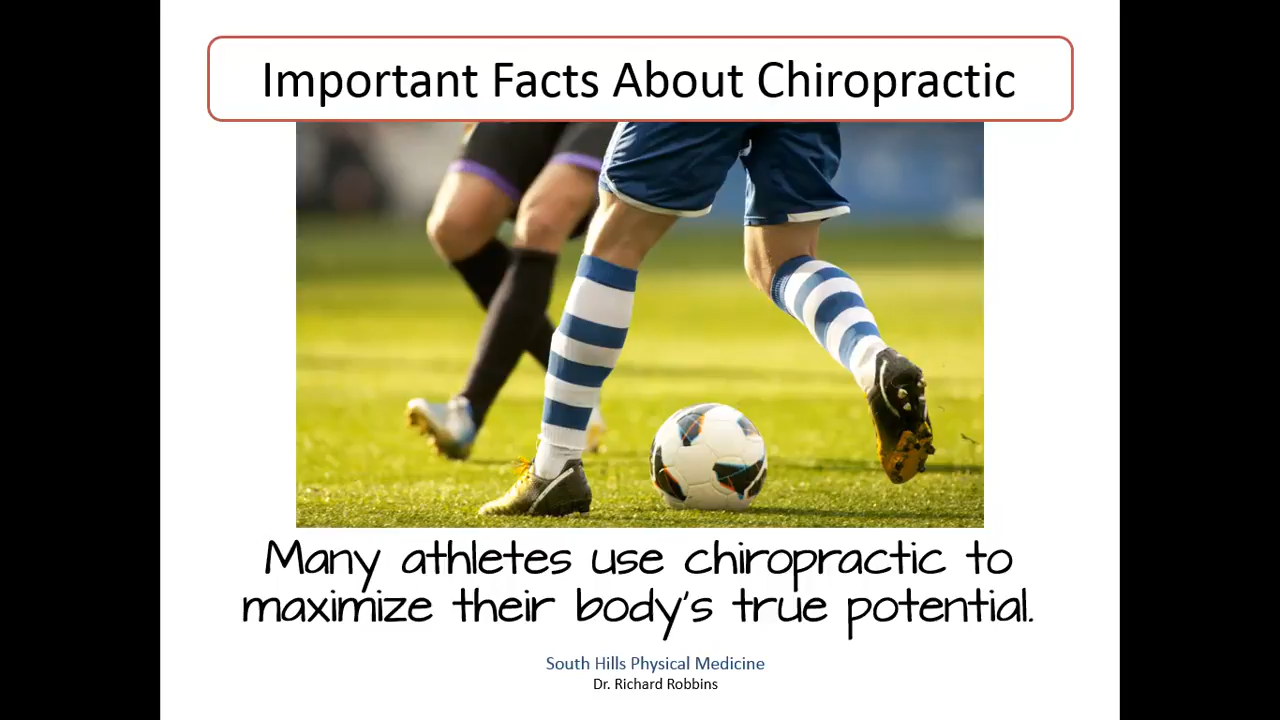 Important Facts About Chiropractic
Many athletes use chiropractic to
maximize their body's true potential.
South Hills Physical Medicine
Dr. Richard Robbins